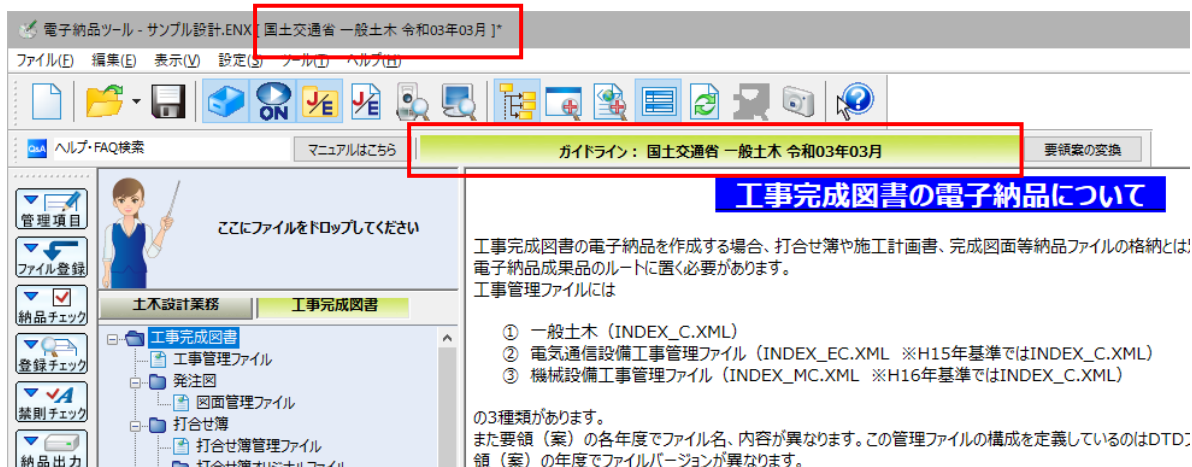 電子納品ツール - サンプル設計.ENX [ 国土交通省 一般土木 令和03年03月 ]*
ファイル(F) 編集(E) 表示(V) 設定(S) ツール(T) ヘルプ(H)
ON J/E J/E
Q&A ヘルプ・FAQ検索 マニュアルはこちら ガイドライン： 国土交通省 一般土木 令和03年03月 要領案の変換
管理項目
ファイル登録
納品チェック
登録チェック
禁則チェック
納品出力
ここにファイルをドロップしてください
土木設計業務 工事完成図書
工事完成図書
工事管理ファイル
発注図
図面管理ファイル
打合せ簿
打合せ簿管理ファイル
打合せ簿オリジナルファイル
工事完成図書の電子納品について
工事完成図書の電子納品を作成する場合、打合せ簿や施工計画書、完成図面等納品ファイルの格納とは
電子納品成果品のルートに置く必要があります。
工事管理ファイルには
① 一般土木（INDEX_C.XML）
② 電気通信設備工事管理ファイル（INDEX_EC.XML ※H15年基準ではINDEX_C.XML）
③ 機械設備工事管理ファイル（INDEX_MC.XML ※H16年基準ではINDEX_C.XML）
の3種類があります。
また要領（案）の各年度でファイル名、内容が異なります。この管理ファイルの構成を定義しているのはDTDフ
領（案）の年度でファイルバージョンが異なります。